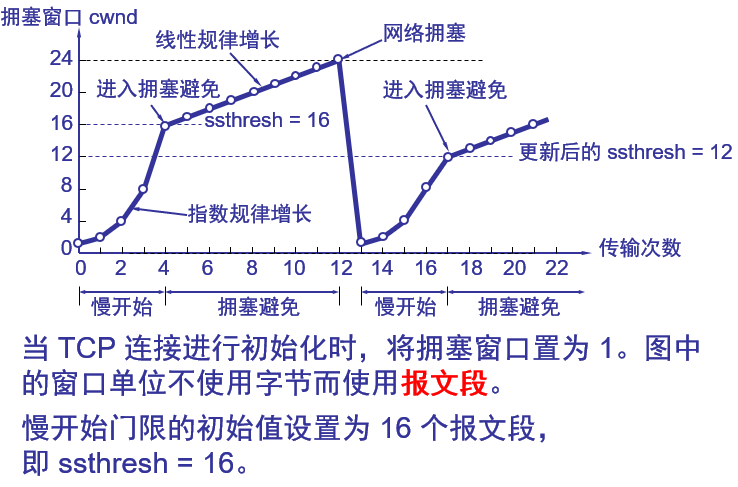 拥塞窗口 cwnd
线性规律增长
网络拥塞
24
20
进入拥塞避免
进入拥塞避免
16
ssthresh = 16
12
更新后的 ssthresh = 12
8
4
指数规律增长
0
传输次数
0 2 4 6 8 10 12 14 16 18 20 22
慢开始 拥塞避免 慢开始 拥塞避免
当 TCP 连接进行初始化时，将拥塞窗口置为 1。图中
的窗口单位不使用字节而使用报文段。
慢开始门限的初始值设置为 16 个报文段，
即 ssthresh = 16。